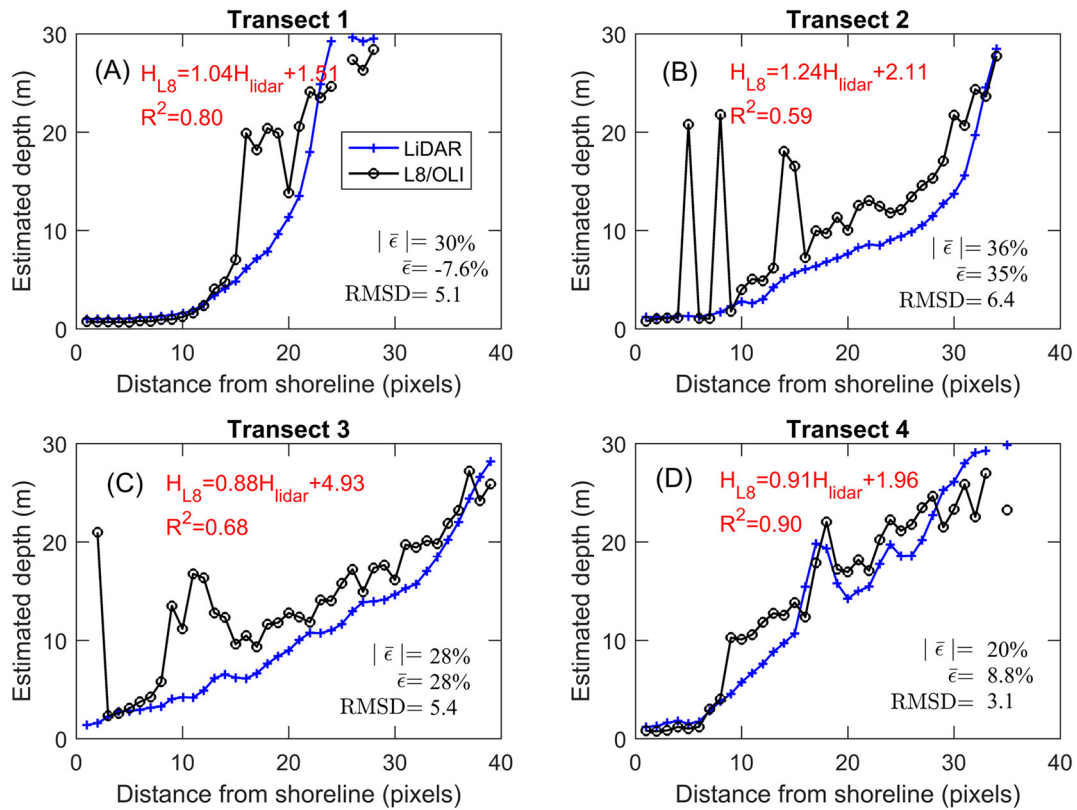 Transect 1
(A)
H_L8=1.04H_lidar+1.51
R²=0.80
LiDAR
L8/OLI
| ε̄ |= 30%
ε̄= -7.6%
RMSD= 5.1
30
20
10
0
0 10 20 30 40
Estimated depth (m)
Distance from shoreline (pixels)
Transect 2
(B)
H_L8=1.24H_lidar+2.11
R²=0.59
| ε̄ |= 36%
ε̄= 35%
RMSD= 6.4
30
20
10
0
0 10 20 30 40
Estimated depth (m)
Distance from shoreline (pixels)
Transect 3
(C)
H_L8=0.88H_lidar+4.93
R²=0.68
| ε̄ |= 28%
ε̄= 28%
RMSD= 5.4
30
20
10
0
0 10 20 30 40
Estimated depth (m)
Distance from shoreline (pixels)
Transect 4
(D)
H_L8=0.91H_lidar+1.96
R²=0.90
| ε̄ |= 20%
ε̄= 8.8%
RMSD= 3.1
30
20
10
0
0 10 20 30 40
Estimated depth (m)
Distance from shoreline (pixels)